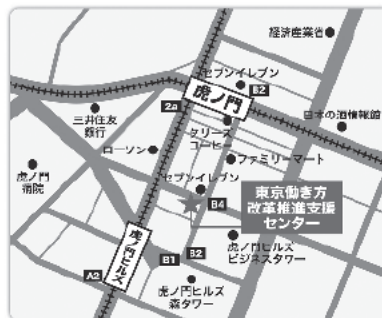 経済産業省
セブンイレブン
B2
虎ノ門
2a
三井住友
銀行
タリーズ
コーヒー
日本の酒情報館
ローソン
ファミリーマート
虎ノ門
病院
セブンイレブン
東京働き方
改革推進支援
センター
B4
虎ノ門ヒルズ
虎ノ門ヒルズ
ビジネスタワー
B2
B1
A2
虎ノ門ヒルズ
森タワー